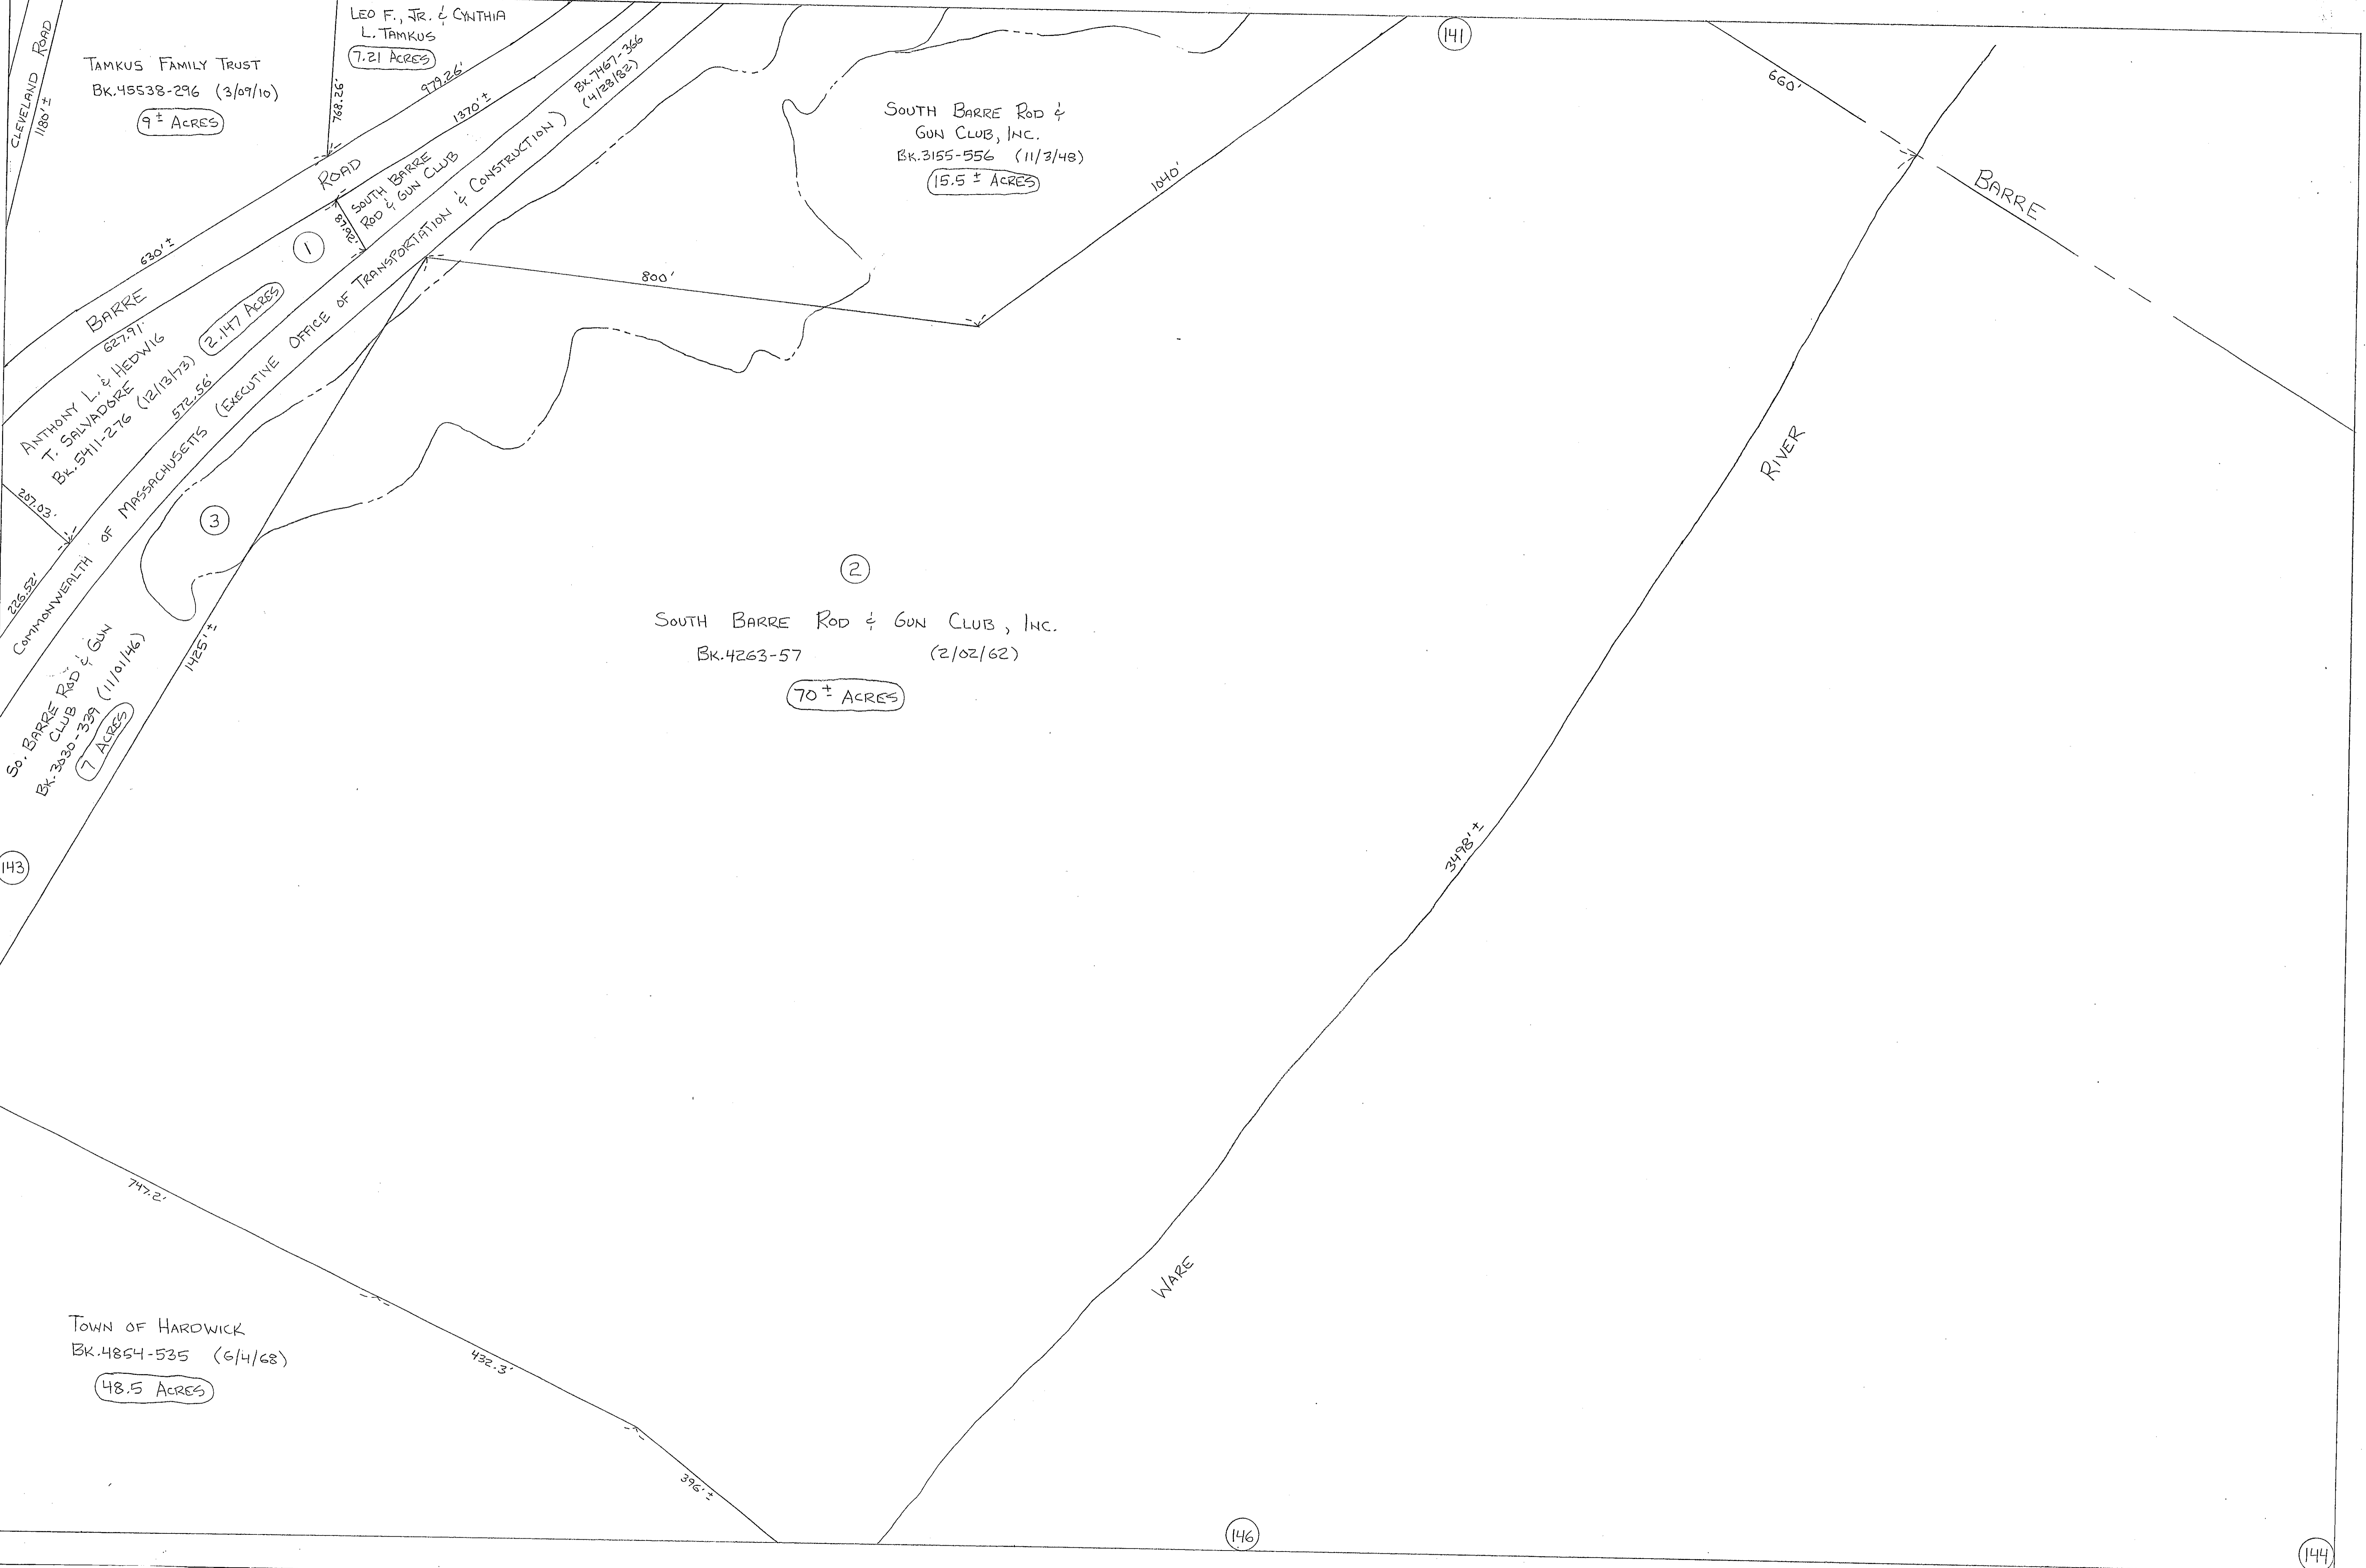 CLEVELAND ROAD
1180'±
TAMKUS FAMILY TRUST
BK.45538-296 (3/09/10)
9± ACRES
LEO F., JR. & CYNTHIA
L. TAMKUS
7.21 ACRES
768.26'
979.26'
1370'±
BK.7467-366
(4/28/82)
141
660'
BARRE
SOUTH BARRE ROD &
GUN CLUB, INC.
BK.3155-556 (11/3/48)
15.5± ACRES
1040'
800'
BARRE ROAD
630'±
SOUTH BARRE
ROD & GUN CLUB
87.92'
1
627.91'
ANTHONY L. & HEDWIG
T. SALVADORE
BK.5411-276 (12/13/73)
2.147 ACRES
572.56'
207.03'
226.52'
COMMONWEALTH OF MASSACHUSETTS (EXECUTIVE OFFICE OF TRANSPORTATION & CONSTRUCTION)
3
SO. BARRE ROD & GUN
CLUB
BK.3030-339 (11/01/46)
7 ACRES
1425'±
143
2
SOUTH BARRE ROD & GUN CLUB, INC.
BK.4263-57 (2/02/62)
70± ACRES
WARE RIVER
3498'±
747.2'
432.3'
396'±
TOWN OF HARDWICK
BK.4854-535 (6/4/68)
48.5 ACRES
146
144